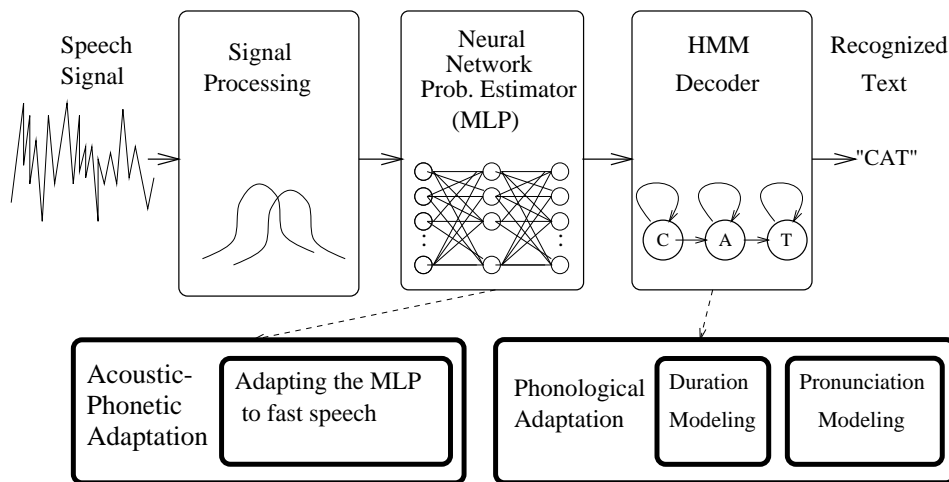 Speech
Signal
Signal
Processing
Neural
Network
Prob. Estimator
(MLP)
HMM
Decoder
Recognized
Text
"CAT"
C
A
T
Acoustic-
Phonetic
Adaptation
Adapting the MLP
to fast speech
Phonological
Adaptation
Duration
Modeling
Pronunciation
Modeling